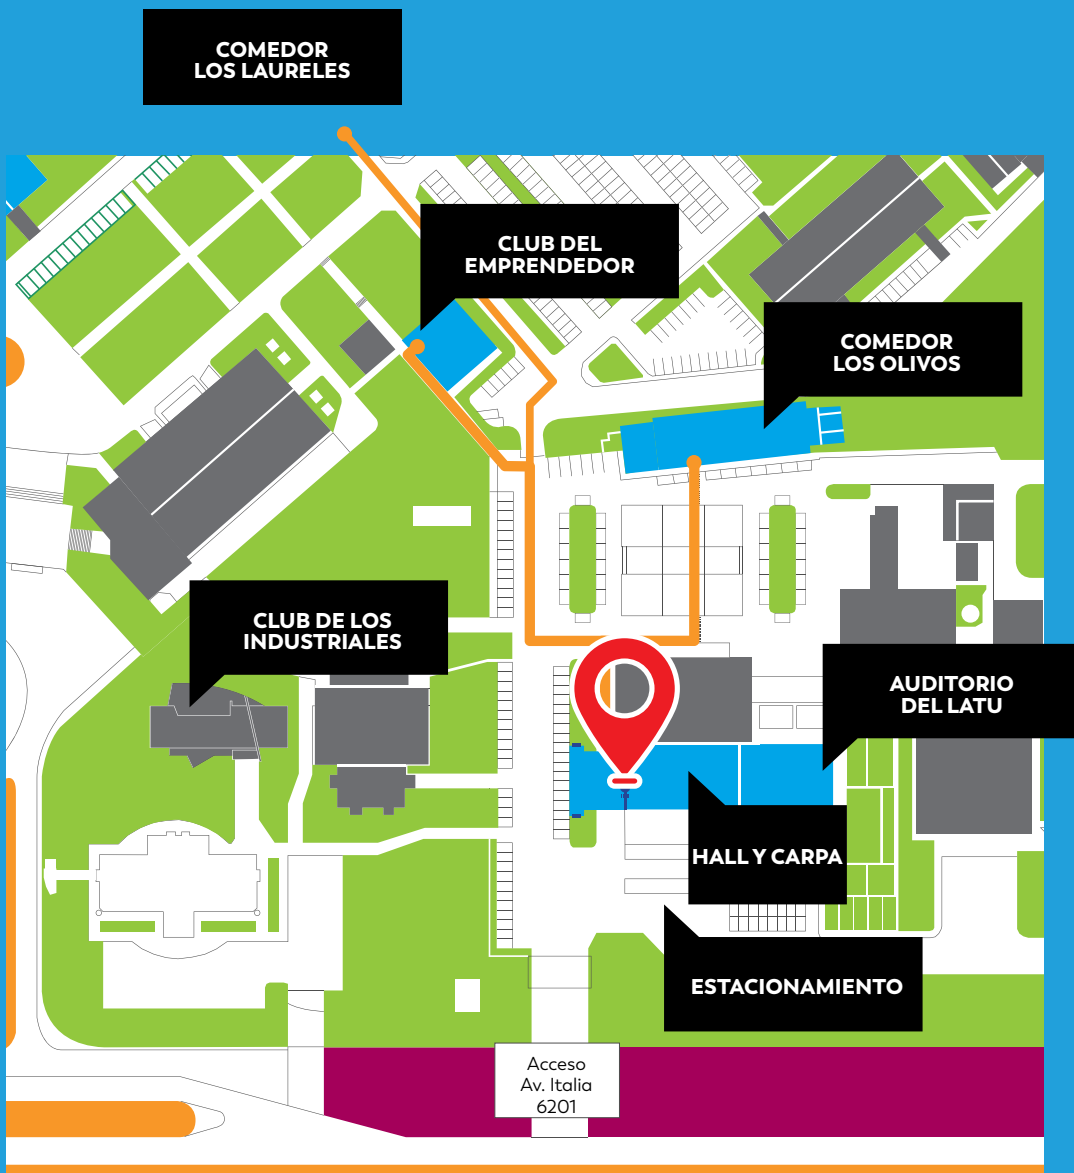 COMEDOR
LOS LAURELES
CLUB DEL
EMPRENDEDOR
COMEDOR
LOS OLIVOS
CLUB DE LOS
INDUSTRIALES
AUDITORIO
DEL LATU
HALL Y CARPA
ESTACIONAMIENTO
Acceso
Av. Italia
6201